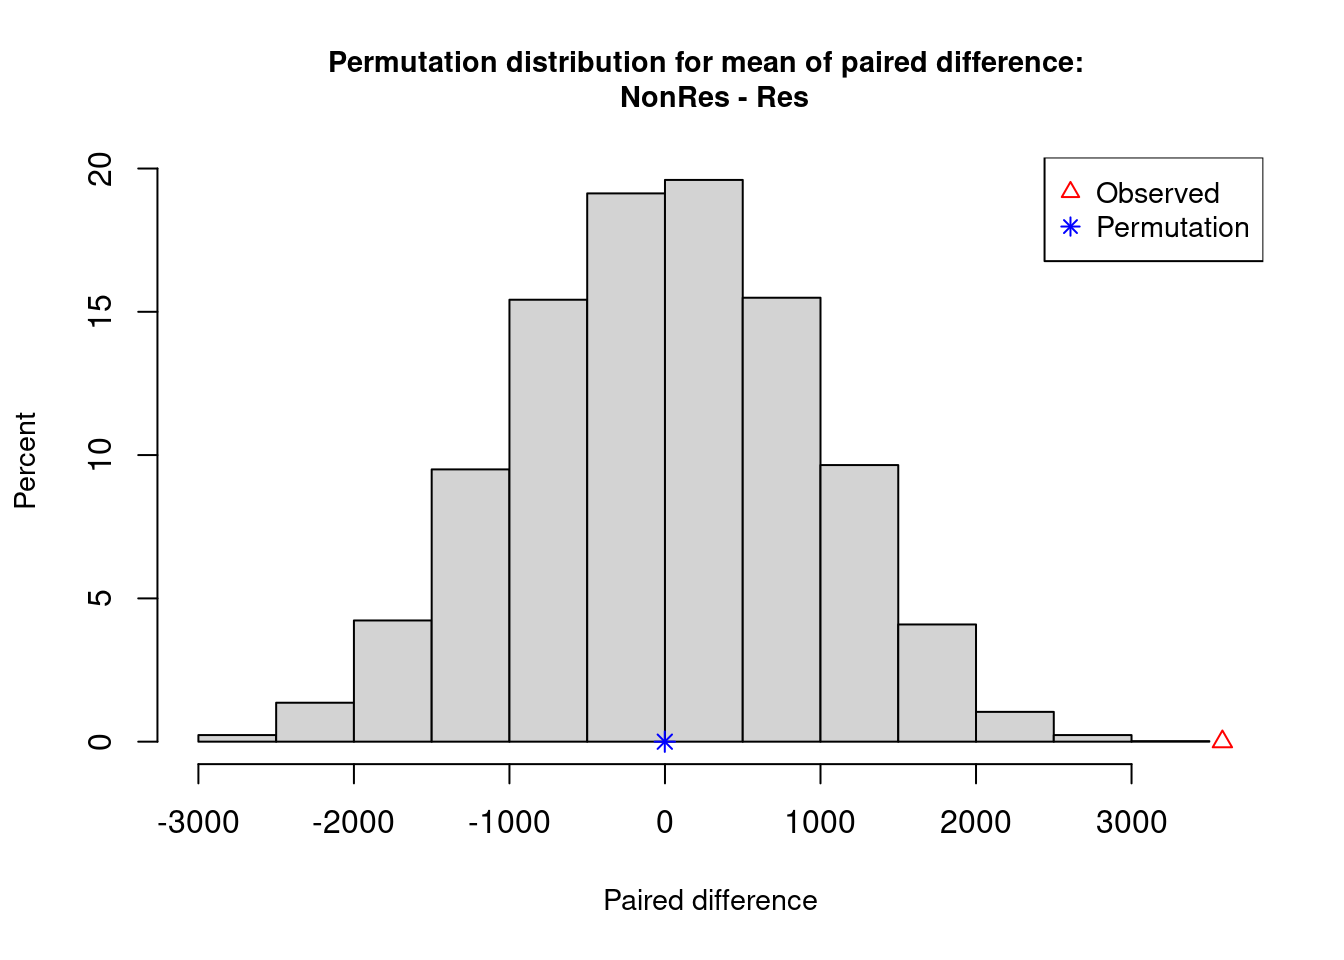 Permutation distribution for mean of paired difference:
NonRes - Res
Observed
Permutation
Percent
20
15
10
5
0
-3000 -2000 -1000 0 1000 2000 3000
Paired difference